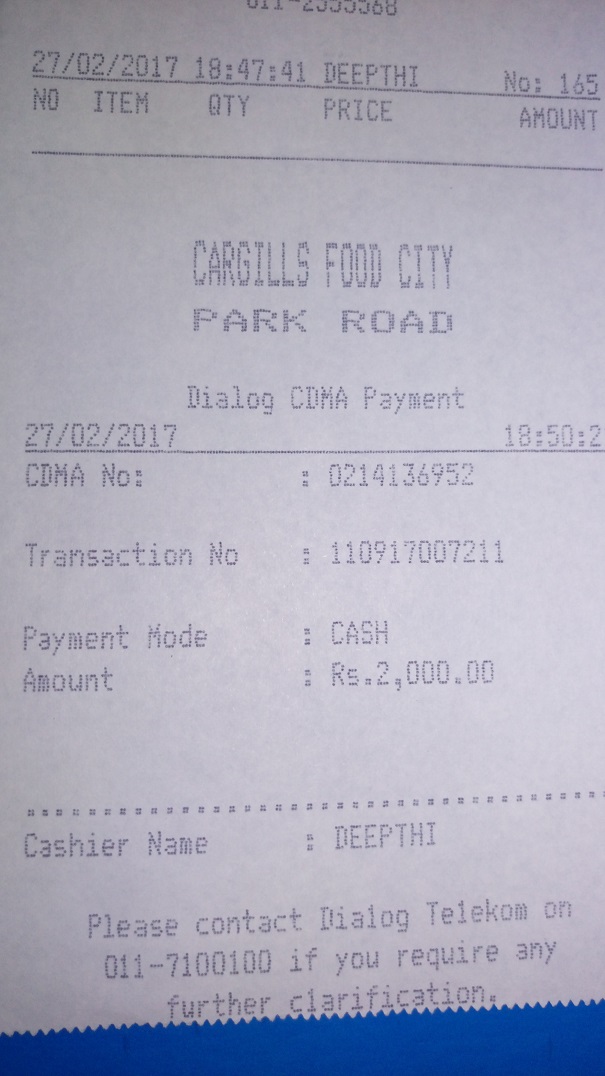 011-2555568
27/02/2017 18:47:41 DEEPTHI No: 165
NO ITEM QTY PRICE AMOUNT
CARGILLS FOOD CITY
PARK ROAD
Dialog CDMA Payment
27/02/2017 18:50:2
CDMA No: : 0214136952
Transaction No : 110917007211
Payment Mode : CASH
Amount : Rs.2,000.00
Cashier Name : DEEPTHI
Please contact Dialog Telekom on
011-7100100 if you require any
further clarification.